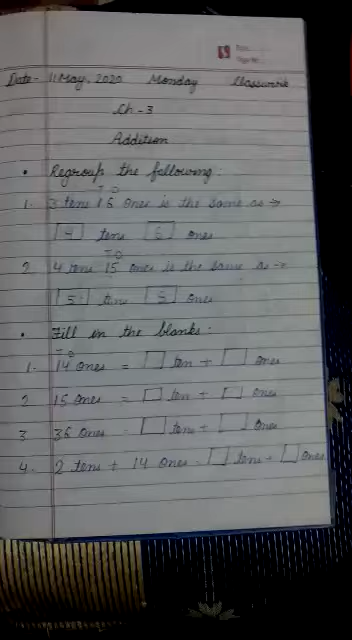 Date - 11 May, 2020 Monday Classwork
Ch - 3
Addition
• Regroup the following:
T O
1. 3 tens 16 ones is the same as →
4 tens 6 ones
T O
2 4 tens 15 ones is the same as →
5 tens 5 ones
• Fill in the blanks:
T O
1. 14 ones = ten + ones
2 15 ones = ten + ones
3 36 ones = tens + ones
4. 2 tens + 14 ones = tens + ones